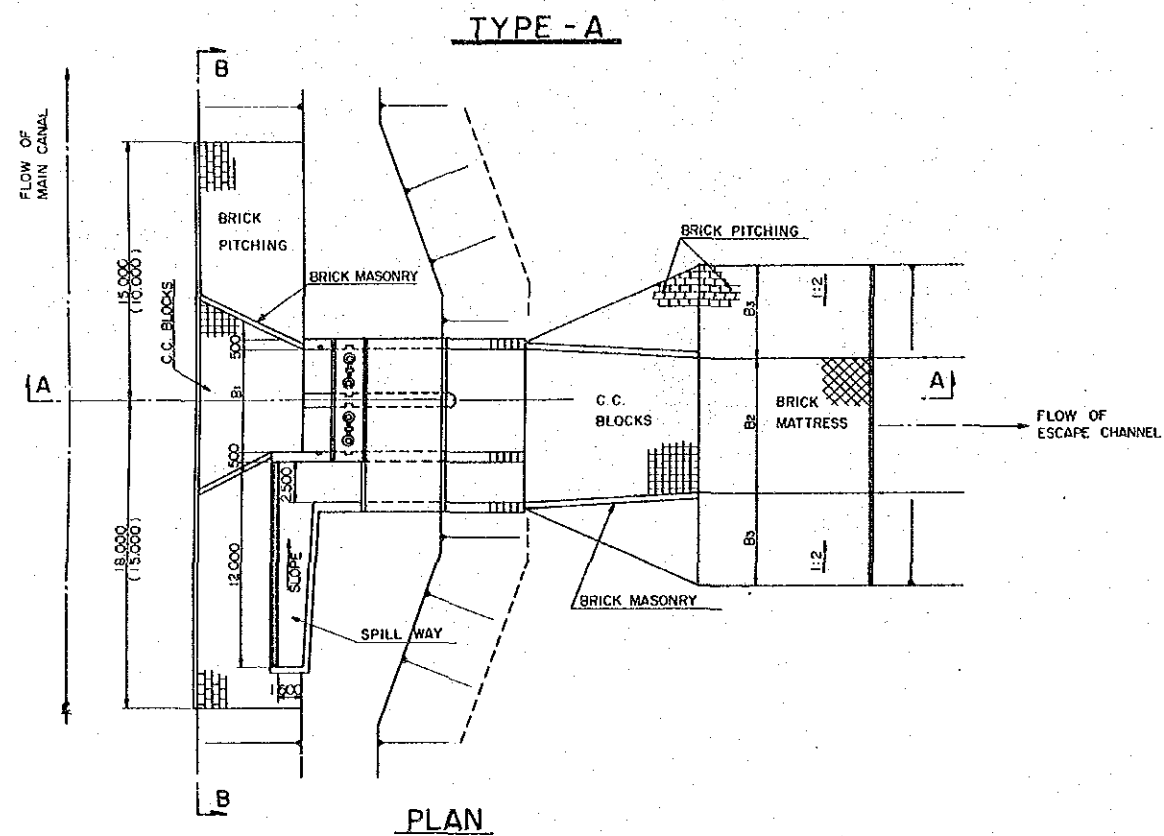 TYPE - A
B
FLOW OF
MAIN CANAL
BRICK
PITCHING
BRICK PITCHING
BRICK MASONRY
15.000
(10.000)
1:2
B3
C.C. BLOCKS
500
A
B1
C.C.
BLOCKS
B2
BRICK
MATTRESS
A
FLOW OF
ESCAPE CHANNEL
500
2.500
18.000
(15.000)
12.000
SLOPE
B3
1:2
BRICK MASONRY
SPILL WAY
1.600
B
PLAN